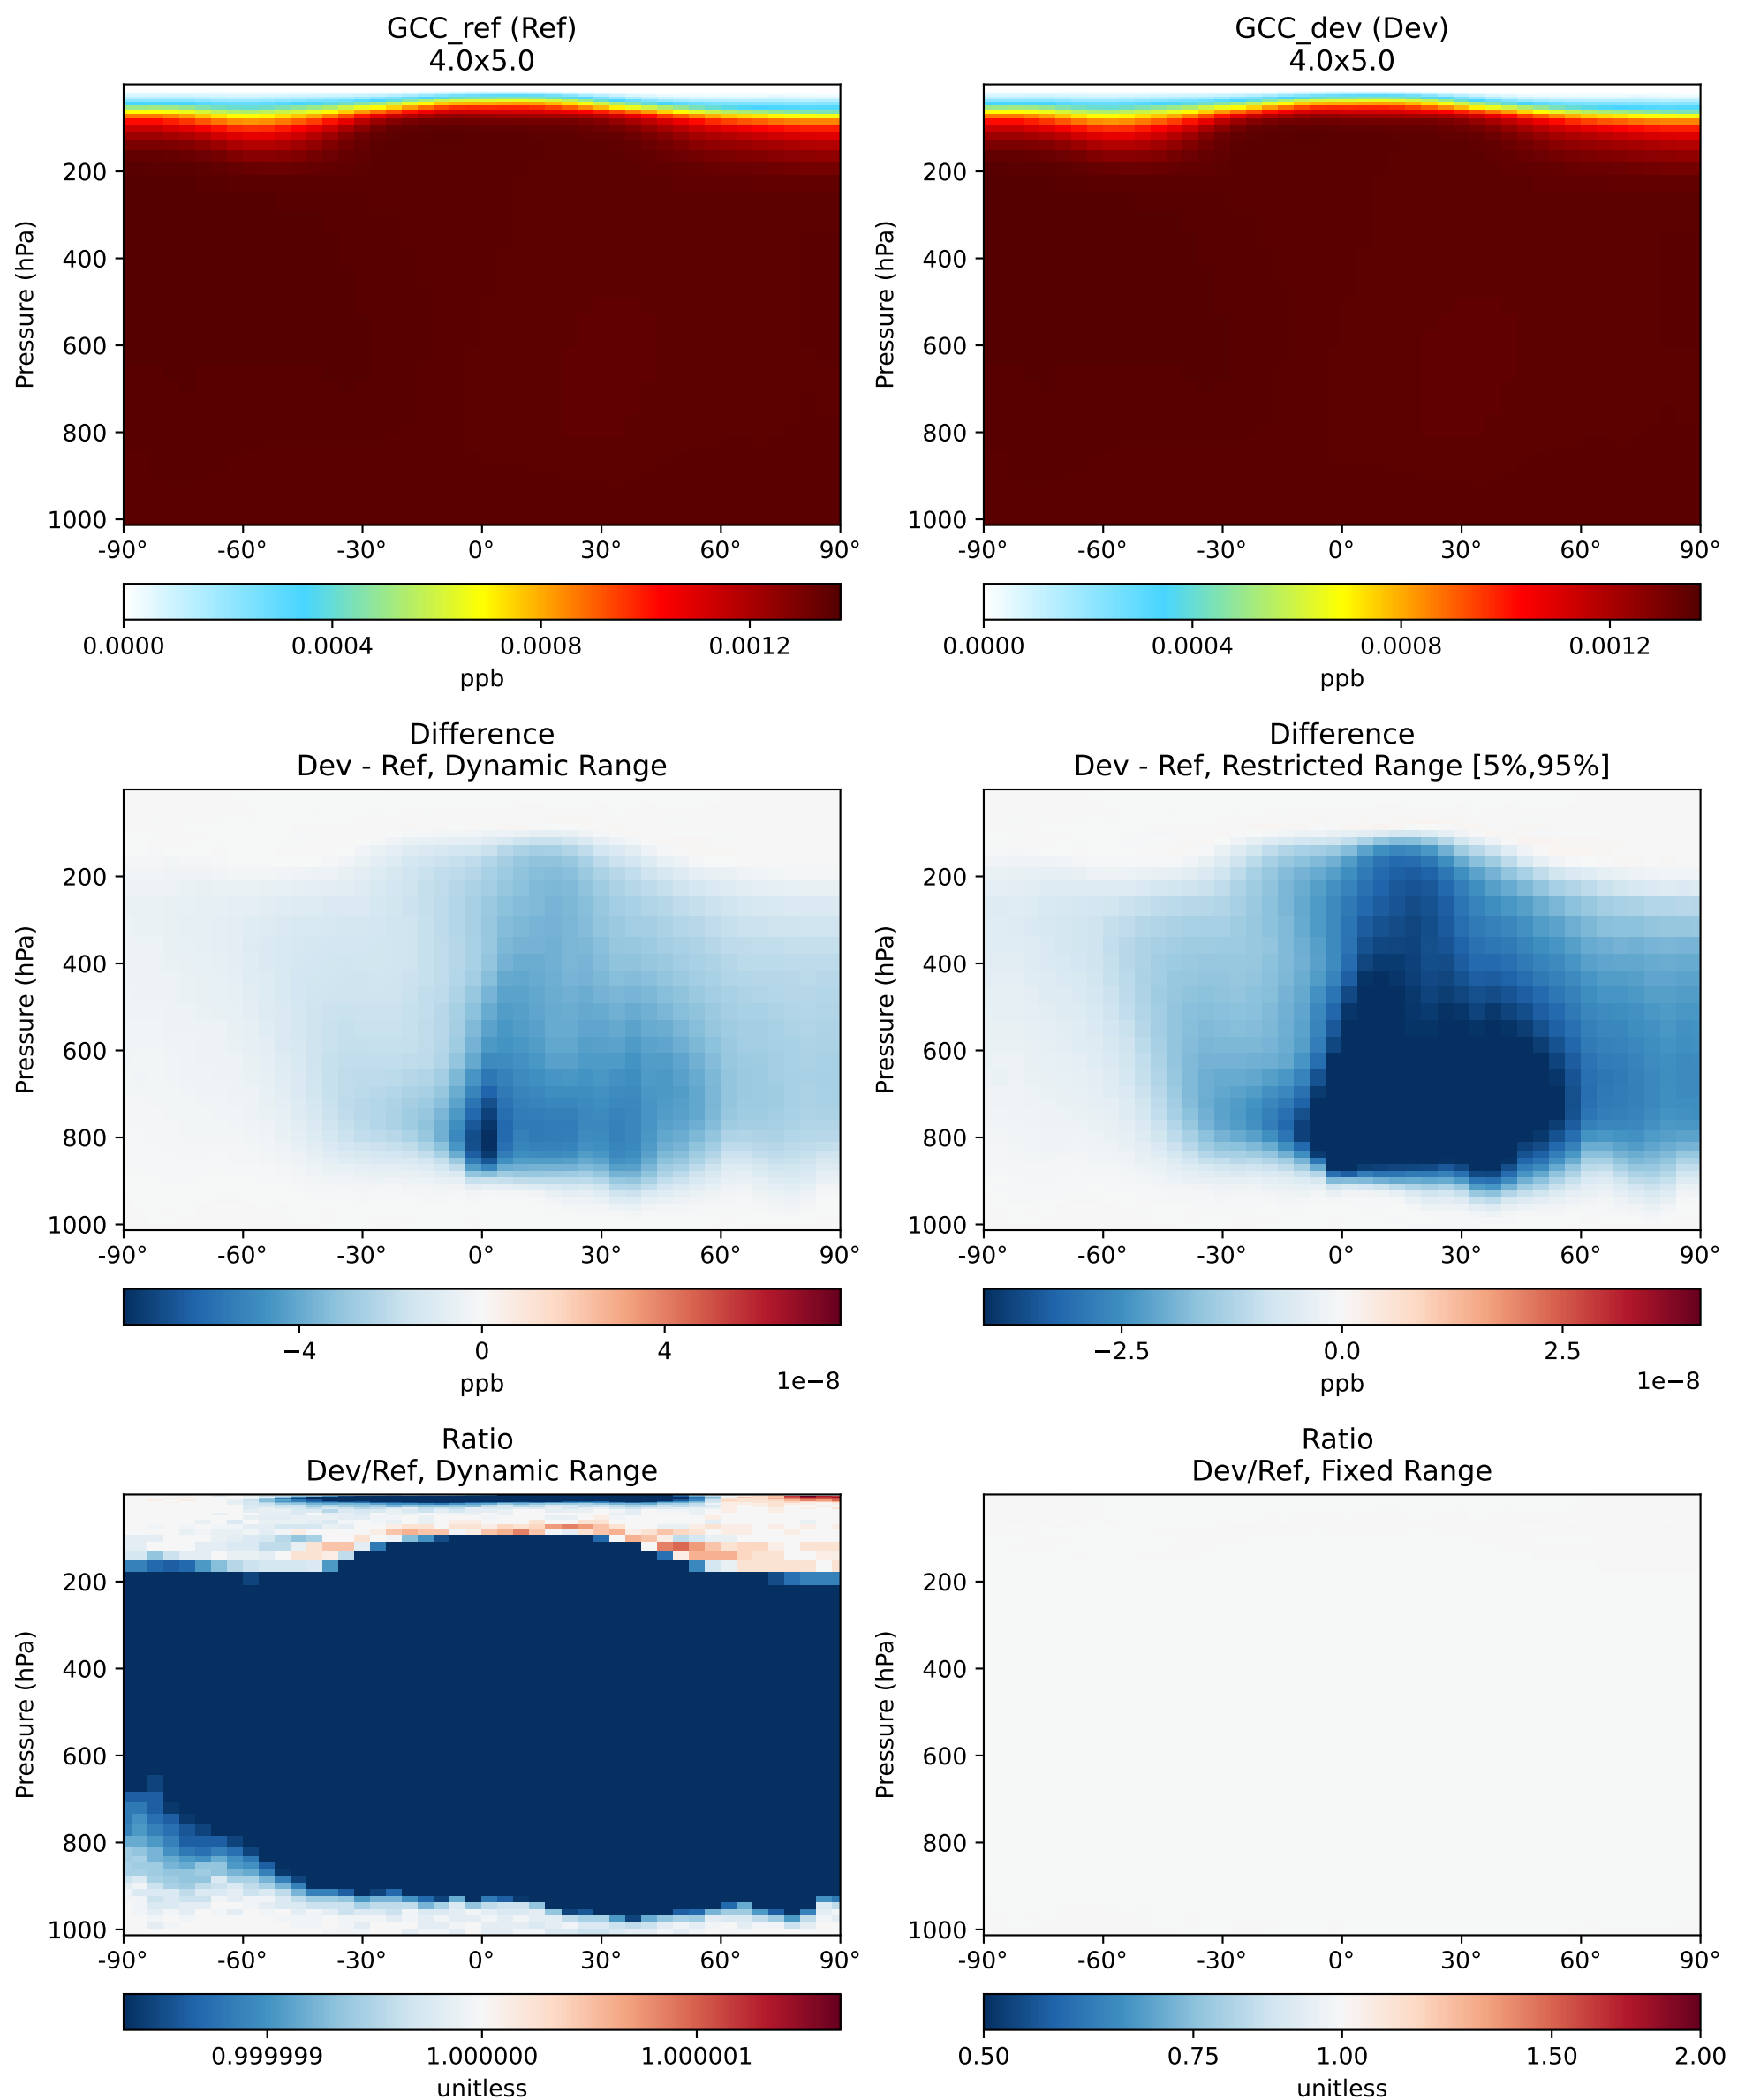 GCC_ref (Ref)
4.0x5.0
Pressure (hPa)
200
400
600
800
1000
-90° -60° -30° 0° 30° 60° 90°
0.0000 0.0004 0.0008 0.0012
ppb
GCC_dev (Dev)
4.0x5.0
Pressure (hPa)
200
400
600
800
1000
-90° -60° -30° 0° 30° 60° 90°
0.0000 0.0004 0.0008 0.0012
ppb
Difference
Dev - Ref, Dynamic Range
Pressure (hPa)
200
400
600
800
1000
-90° -60° -30° 0° 30° 60° 90°
−4 0 4
ppb
1e−8
Difference
Dev - Ref, Restricted Range [5%,95%]
Pressure (hPa)
200
400
600
800
1000
-90° -60° -30° 0° 30° 60° 90°
−2.5 0.0 2.5
ppb
1e−8
Ratio
Dev/Ref, Dynamic Range
Pressure (hPa)
200
400
600
800
1000
-90° -60° -30° 0° 30° 60° 90°
0.999999 1.000000 1.000001
unitless
Ratio
Dev/Ref, Fixed Range
Pressure (hPa)
200
400
600
800
1000
-90° -60° -30° 0° 30° 60° 90°
0.50 0.75 1.00 1.50 2.00
unitless